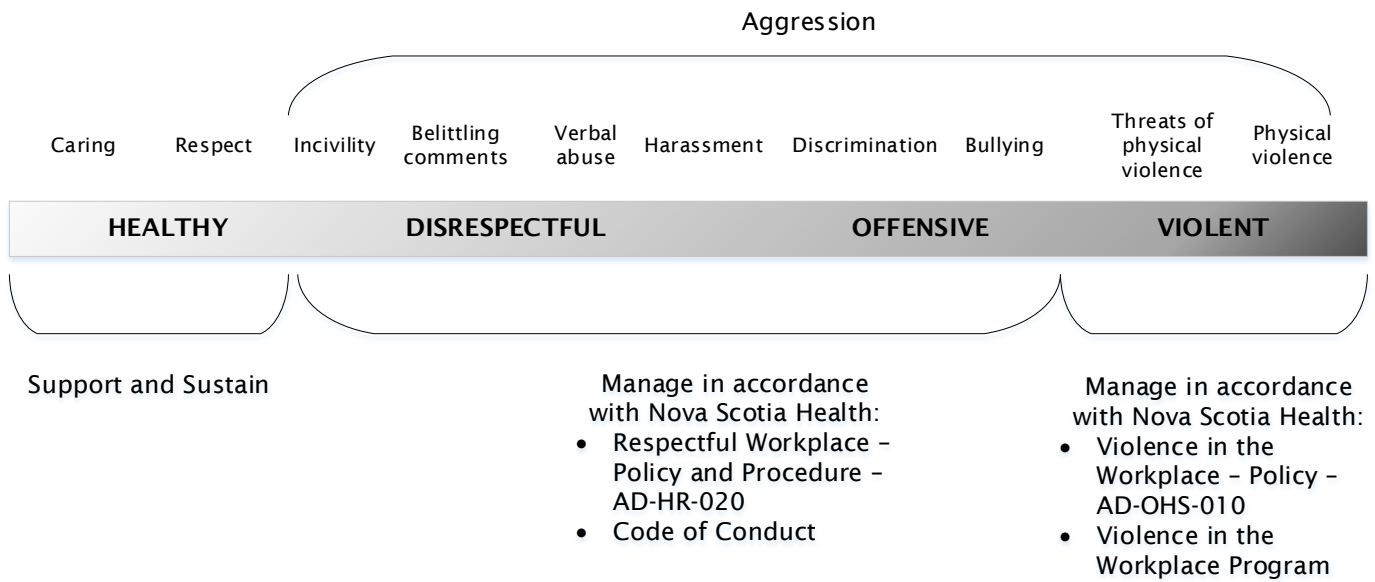 Aggression
Caring
Respect
Incivility
Belittling
comments
Verbal
abuse
Harassment
Discrimination
Bullying
Threats of
physical
violence
Physical
violence
HEALTHY
DISRESPECTFUL
OFFENSIVE
VIOLENT
Support and Sustain
Manage in accordance
with Nova Scotia Health:
• Respectful Workplace –
Policy and Procedure –
AD-HR-020
• Code of Conduct
Manage in accordance
with Nova Scotia Health:
• Violence in the
Workplace – Policy –
AD-OHS-010
• Violence in the
Workplace Program